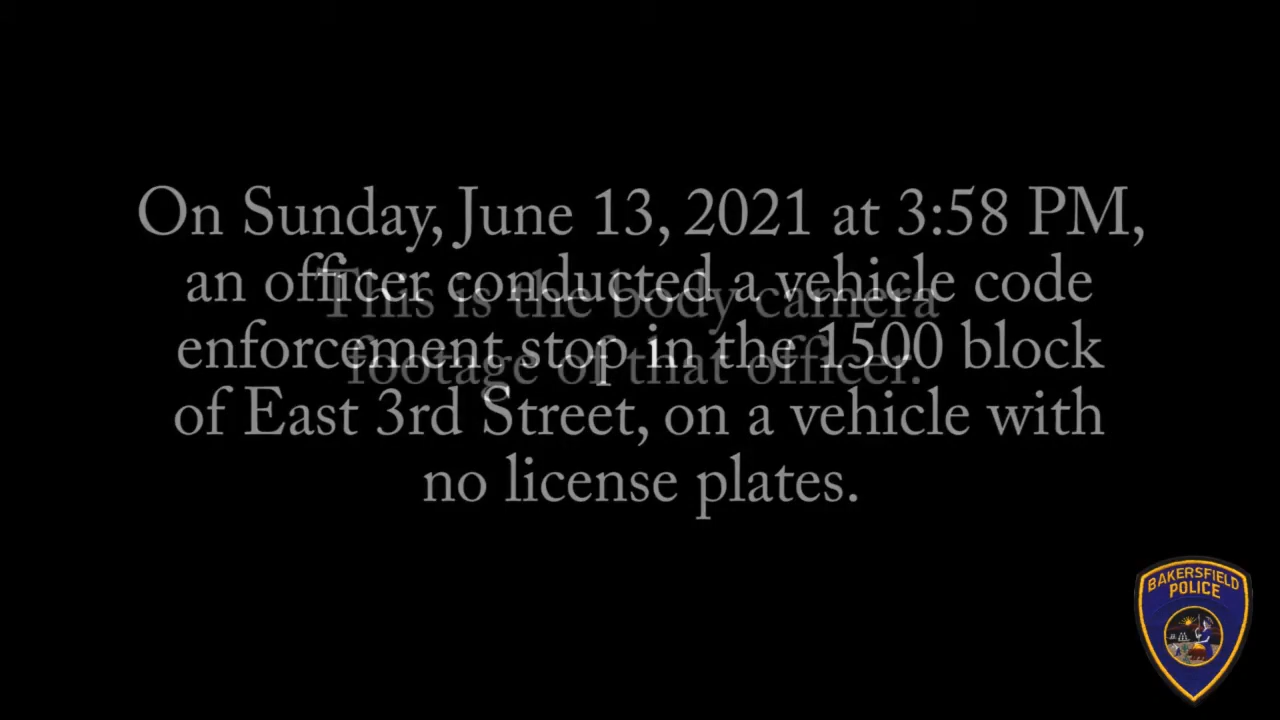 On Sunday, June 13, 2021 at 3:58 PM,
an officer conducted a vehicle code
enforcement stop in the 1500 block
of East 3rd Street, on a vehicle with
no license plates.
This is the body camera
footage of that officer.
BAKERSFIELD
POLICE